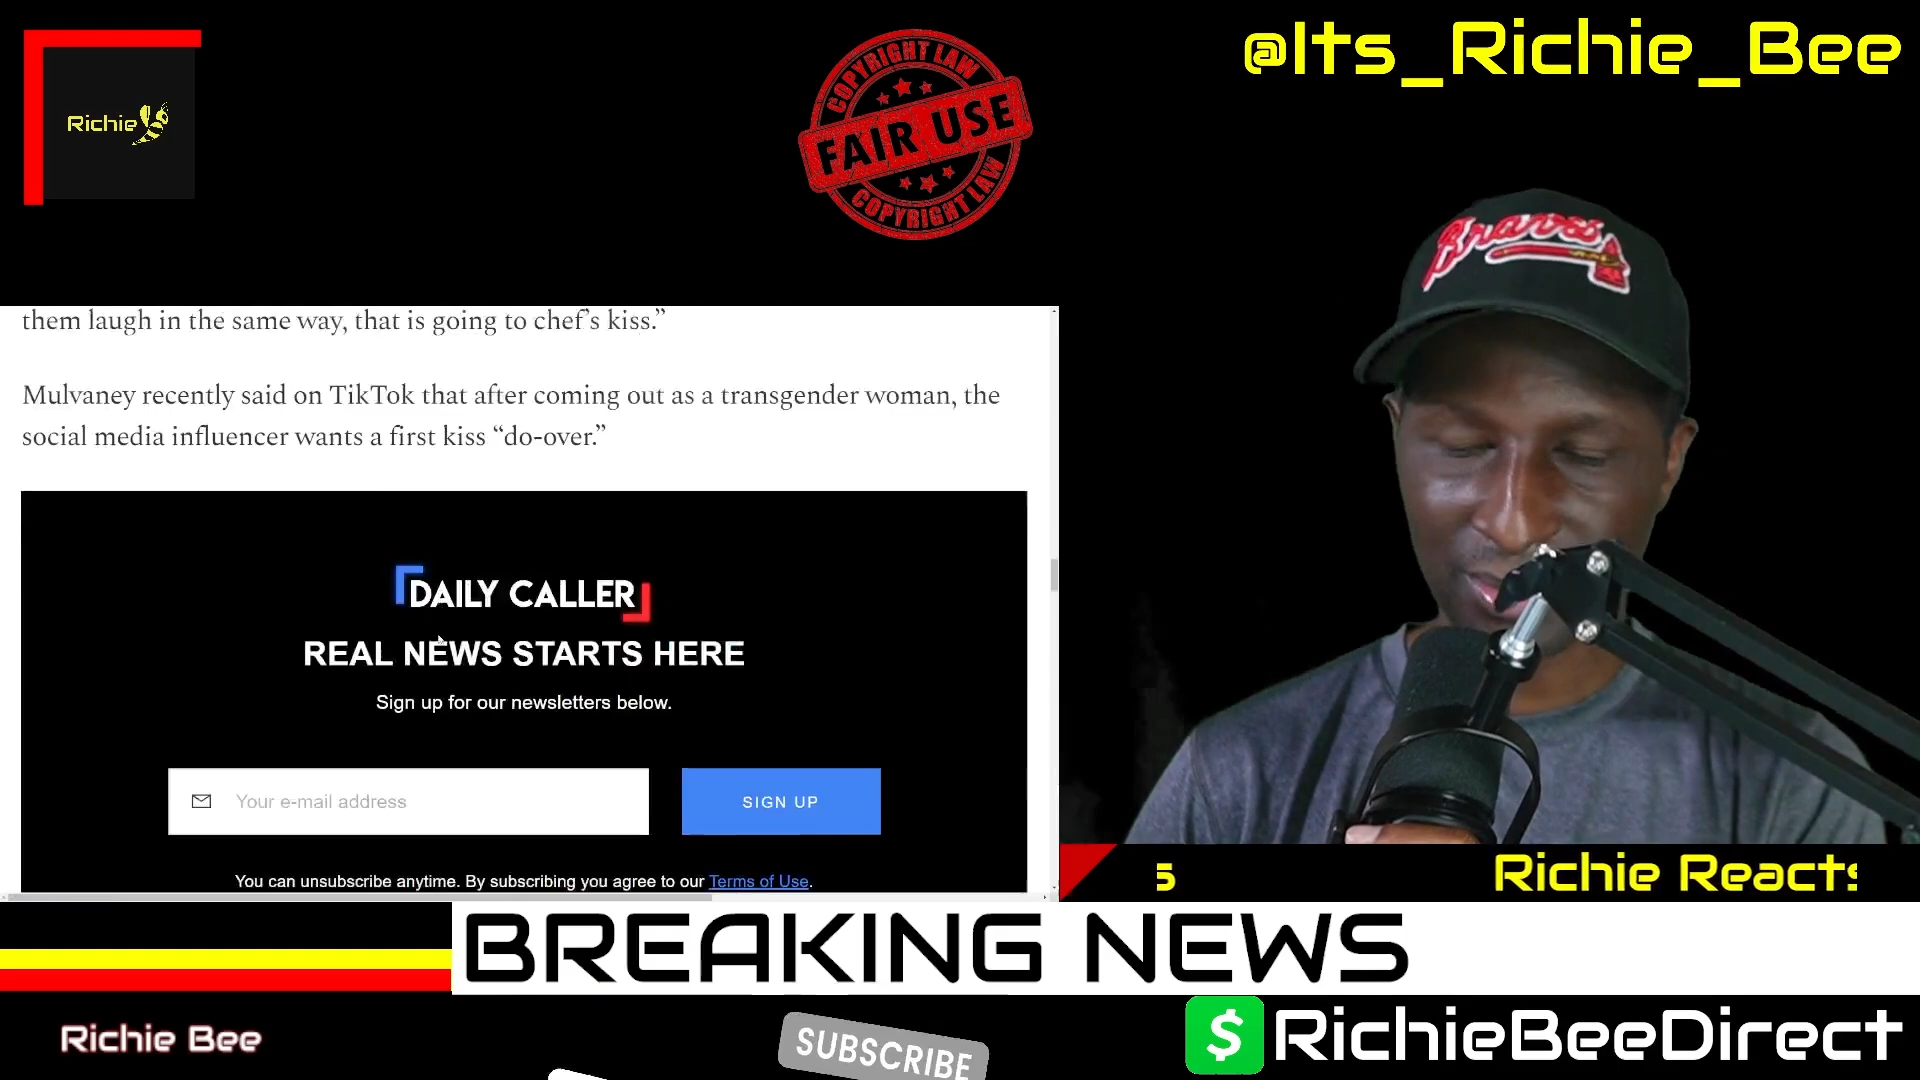 @Its_Richie_Bee
Richie
COPYRIGHT LAW
FAIR USE
COPYRIGHT LAW
Braves
them laugh in the same way, that is going to chef’s kiss.”
Mulvaney recently said on TikTok that after coming out as a transgender woman, the
social media influencer wants a first kiss “do-over.”
DAILY CALLER
REAL NEWS STARTS HERE
Sign up for our newsletters below.
Your e-mail address
SIGN UP
You can unsubscribe anytime. By subscribing you agree to our Terms of Use.
s
Richie Reacts
BREAKING NEWS
Richie Bee
SUBSCRIBE
$RichieBeeDirect